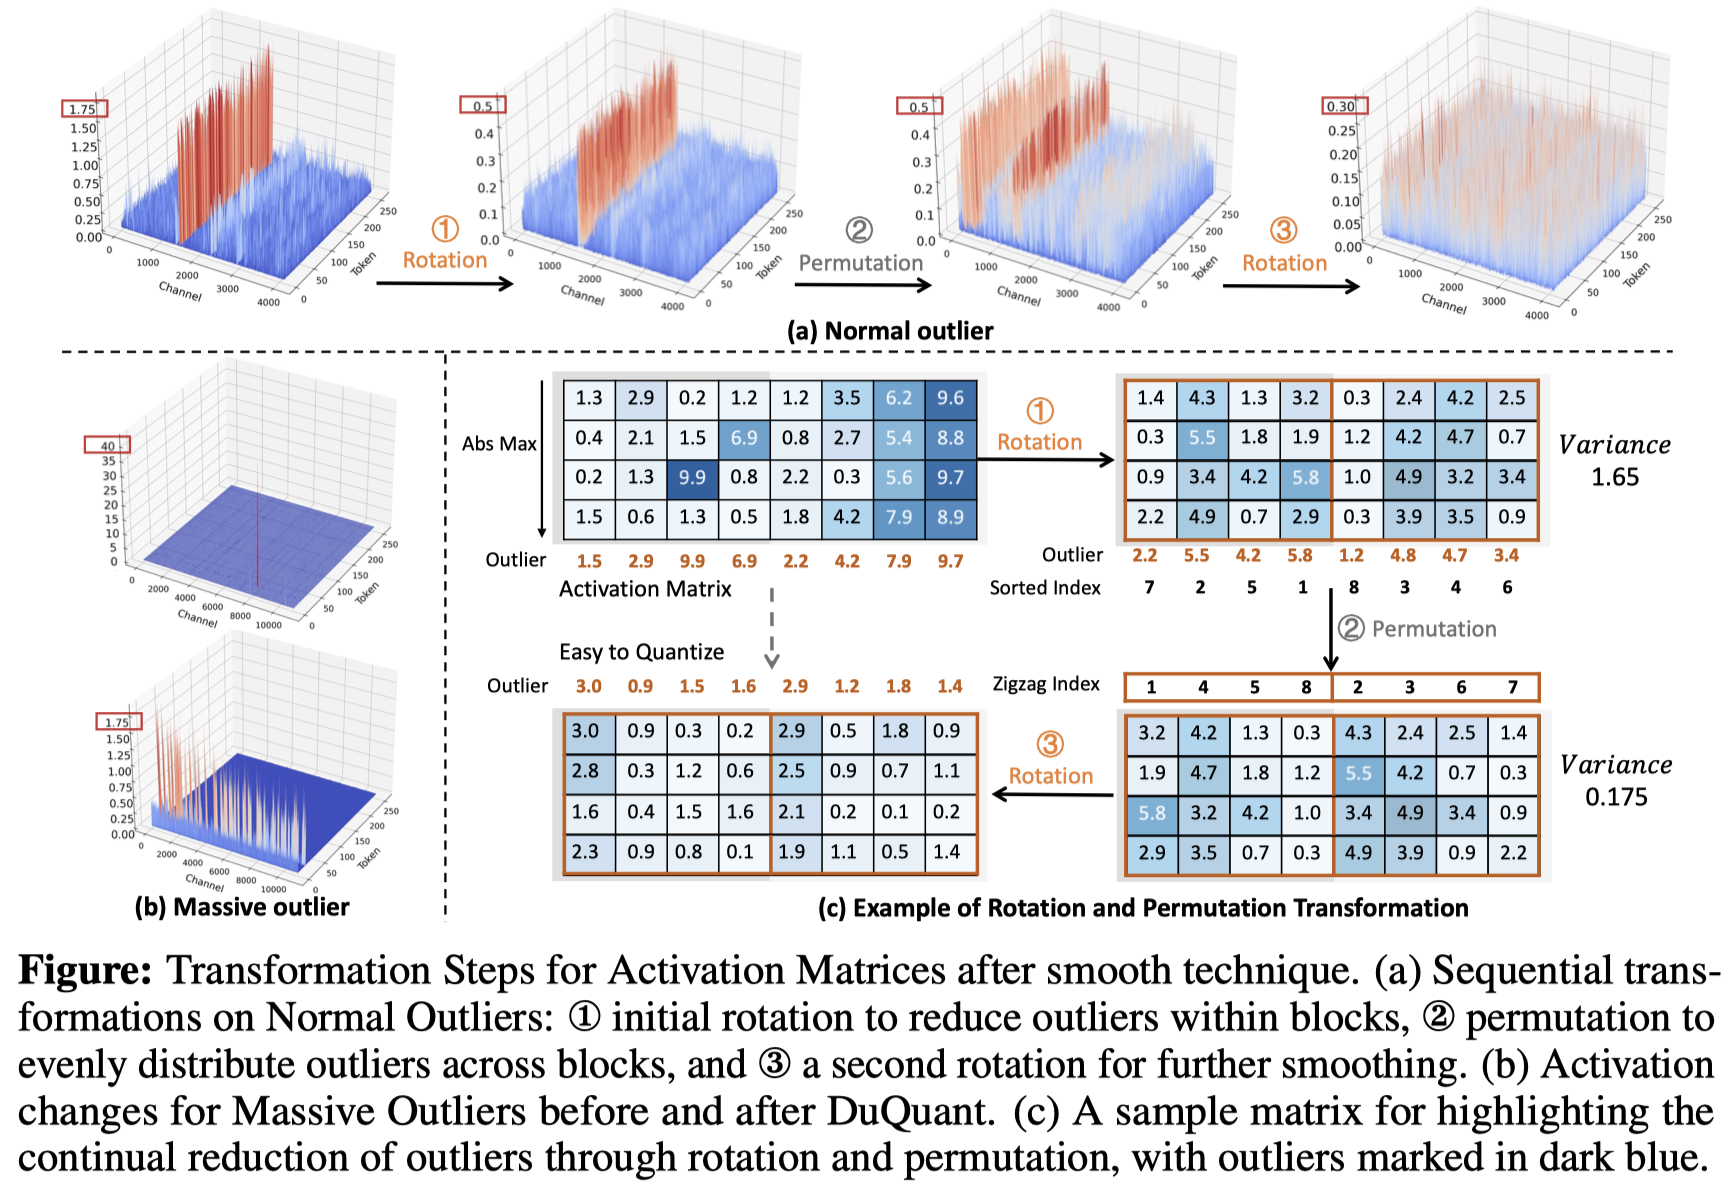 1.75
1.50
1.25
1.00
0.75
0.50
0.25
0.00
0
1000
2000
3000
4000
Channel
0
50
100
150
200
250
Token
① Rotation
0.5
0.4
0.3
0.2
0.1
0.0
0
1000
2000
3000
4000
Channel
0
50
100
150
200
250
Token
② Permutation
0.5
0.4
0.3
0.2
0.1
0.0
0
1000
2000
3000
4000
Channel
0
50
100
150
200
250
Token
③ Rotation
0.30
0.25
0.20
0.15
0.10
0.05
0.00
0
1000
2000
3000
4000
Channel
0
50
100
150
200
250
Token
(a) Normal outlier
40
35
30
25
20
15
10
5
0
0
2000
4000
6000
8000
10000
Channel
0
50
100
150
200
250
Token
1.75
1.50
1.25
1.00
0.75
0.50
0.25
0.00
0
2000
4000
6000
8000
10000
Channel
0
50
100
150
200
250
Token
(b) Massive outlier
Abs Max
1.3 2.9 0.2 1.2 1.2 3.5 6.2 9.6
0.4 2.1 1.5 6.9 0.8 2.7 5.4 8.8
0.2 1.3 9.9 0.8 2.2 0.3 5.6 9.7
1.5 0.6 1.3 0.5 1.8 4.2 7.9 8.9
Outlier 1.5 2.9 9.9 6.9 2.2 4.2 7.9 9.7
Activation Matrix
① Rotation
1.4 4.3 1.3 3.2 0.3 2.4 4.2 2.5
0.3 5.5 1.8 1.9 1.2 4.2 4.7 0.7
0.9 3.4 4.2 5.8 1.0 4.9 3.2 3.4
2.2 4.9 0.7 2.9 0.3 3.9 3.5 0.9
Variance
1.65
Outlier 2.2 5.5 4.2 5.8 1.2 4.8 4.7 3.4
Sorted Index 7 2 5 1 8 3 4 6
② Permutation
Zigzag Index 1 4 5 8 2 3 6 7
3.2 4.2 1.3 0.3 4.3 2.4 2.5 1.4
1.9 4.7 1.8 1.2 5.5 4.2 0.7 0.3
5.8 3.2 4.2 1.0 3.4 4.9 3.4 0.9
2.9 3.5 0.7 0.3 4.9 3.9 0.9 2.2
Variance
0.175
③ Rotation
Easy to Quantize
Outlier 3.0 0.9 1.5 1.6 2.9 1.2 1.8 1.4
3.0 0.9 0.3 0.2 2.9 0.5 1.8 0.9
2.8 0.3 1.2 0.6 2.5 0.9 0.7 1.1
1.6 0.4 1.5 1.6 2.1 0.2 0.1 0.2
2.3 0.9 0.8 0.1 1.9 1.1 0.5 1.4
(c) Example of Rotation and Permutation Transformation
Figure: Transformation Steps for Activation Matrices after smooth technique. (a) Sequential trans-
formations on Normal Outliers: ① initial rotation to reduce outliers within blocks, ② permutation to
evenly distribute outliers across blocks, and ③ a second rotation for further smoothing. (b) Activation
changes for Massive Outliers before and after DuQuant. (c) A sample matrix for highlighting the
continual reduction of outliers through rotation and permutation, with outliers marked in dark blue.